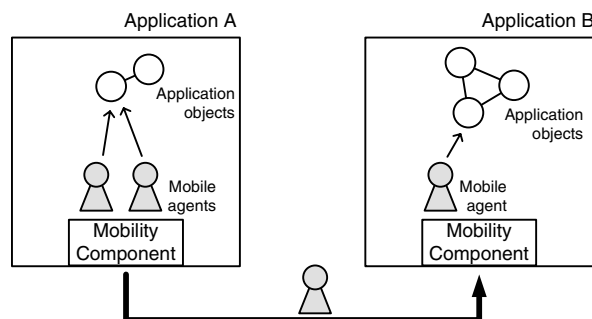 Application A
Application
objects
Mobile
agents
Mobility
Component
Application B
Application
objects
Mobile
agent
Mobility
Component